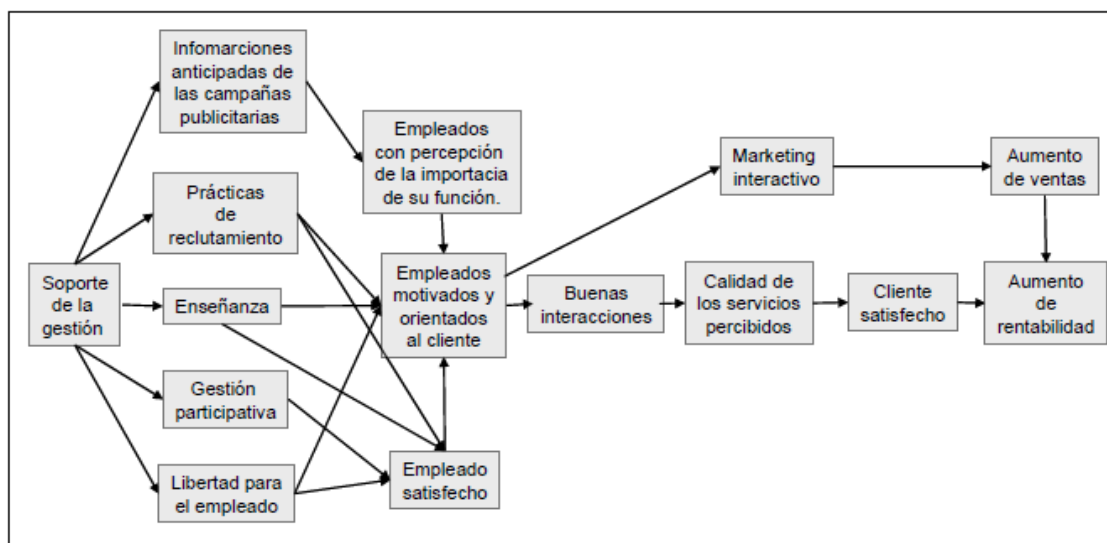 Infomarciones
anticipadas de
las campañas
publicitarias
Empleados
con percepción
de la importacia
de su función.
Marketing
interactivo
Aumento
de ventas
Prácticas
de
reclutamiento
Soporte
de la
gestión
Enseñanza
Empleados
motivados y
orientados
al cliente
Buenas
interacciones
Calidad de
los servicios
percibidos
Cliente
satisfecho
Aumento
de
rentabilidad
Gestión
participativa
Libertad para
el empleado
Empleado
satisfecho